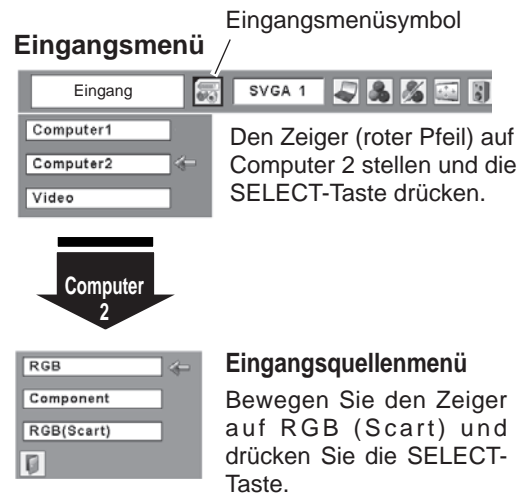 Eingangsmenüsymbol
Eingangsmenü
Eingang
SVGA 1
Computer1
Computer2
Video
Den Zeiger (roter Pfeil) auf
Computer 2 stellen und die
SELECT-Taste drücken.
Computer
2
RGB
Component
RGB(Scart)
Eingangsquellenmenü
Bewegen Sie den Zeiger
auf RGB (Scart) und
drücken Sie die SELECT-
Taste.